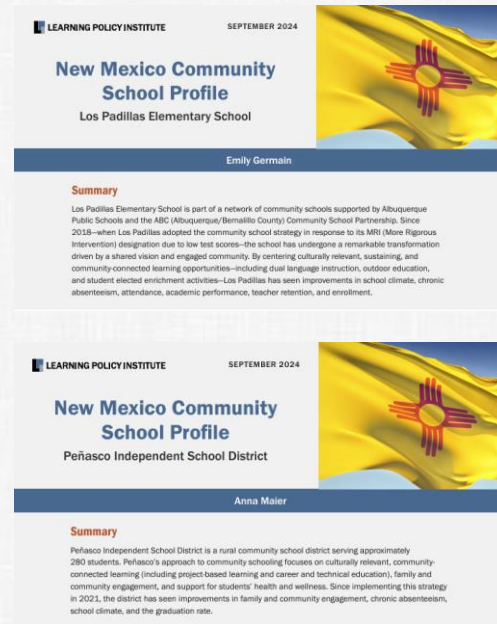 LEARNING POLICY INSTITUTE
SEPTEMBER 2024
New Mexico Community
School Profile
Los Padillas Elementary School
Emily Germain
Summary
Los Padillas Elementary School is part of a network of community schools supported by Albuquerque
Public Schools and the ABC (Albuquerque/Bernalillo County) Community School Partnership. Since
2018—when Los Padillas adopted the community school strategy in response to its MRI (More Rigorous
Intervention) designation due to low test scores—the school has undergone a remarkable transformation
driven by a shared vision and engaged community. By centering culturally relevant, sustaining, and
community-connected learning opportunities—including dual language instruction, outdoor education,
and student elected enrichment activities—Los Padillas has seen improvements in school climate, chronic
absenteeism, attendance, academic performance, teacher retention, and enrollment.
LEARNING POLICY INSTITUTE
SEPTEMBER 2024
New Mexico Community
School Profile
Peñasco Independent School District
Anna Maier
Summary
Peñasco Independent School District is a rural community school district serving approximately
280 students. Peñasco's approach to community schooling focuses on culturally relevant, community-
connected learning (including project-based learning and career and technical education), family and
community engagement, and support for students' health and wellness. Since implementing this strategy
in 2021, the district has seen improvements in family and community engagement, chronic absenteeism,
school climate, and the graduation rate.